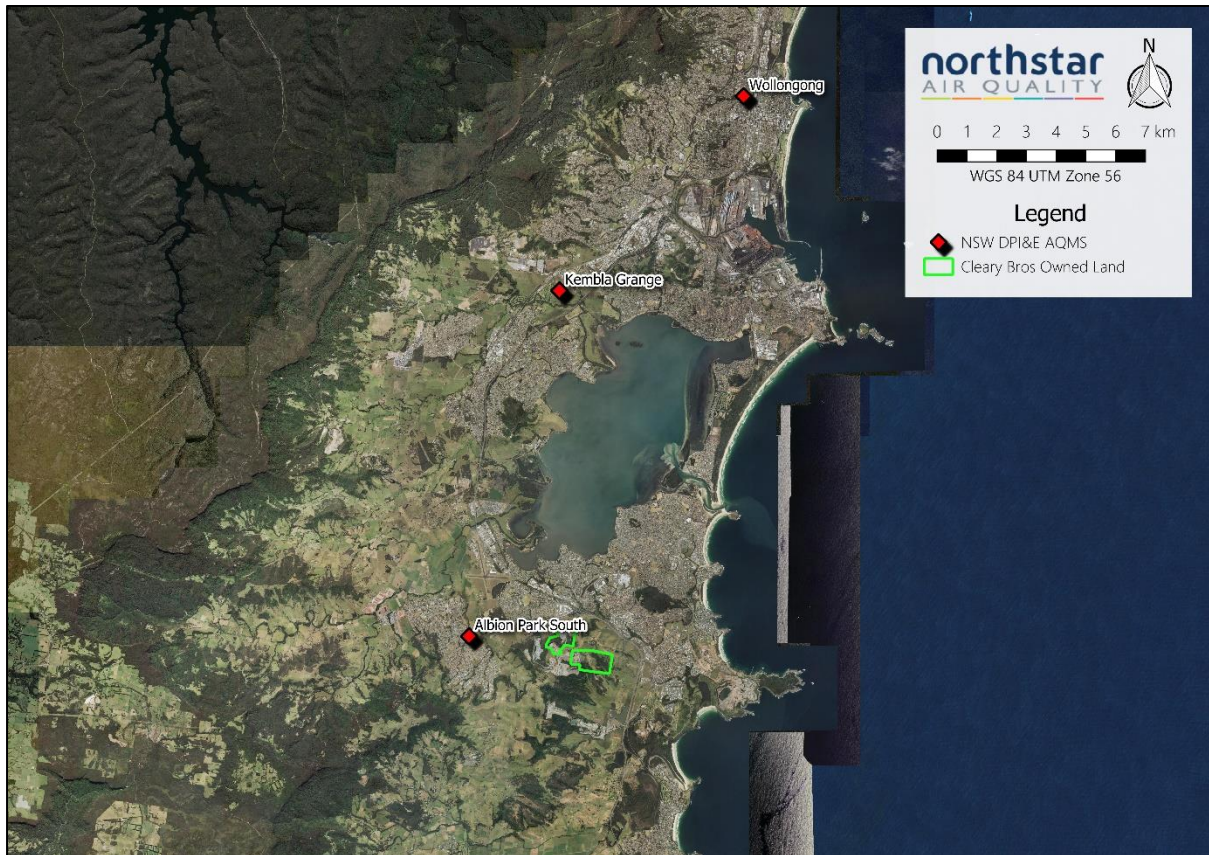 northstar
AIR QUALITY
N
0 1 2 3 4 5 6 7 km
WGS 84 UTM Zone 56
Legend
NSW DPI&E AQMS
Cleary Bros Owned Land
Wollongong
Kembla Grange
Albion Park South